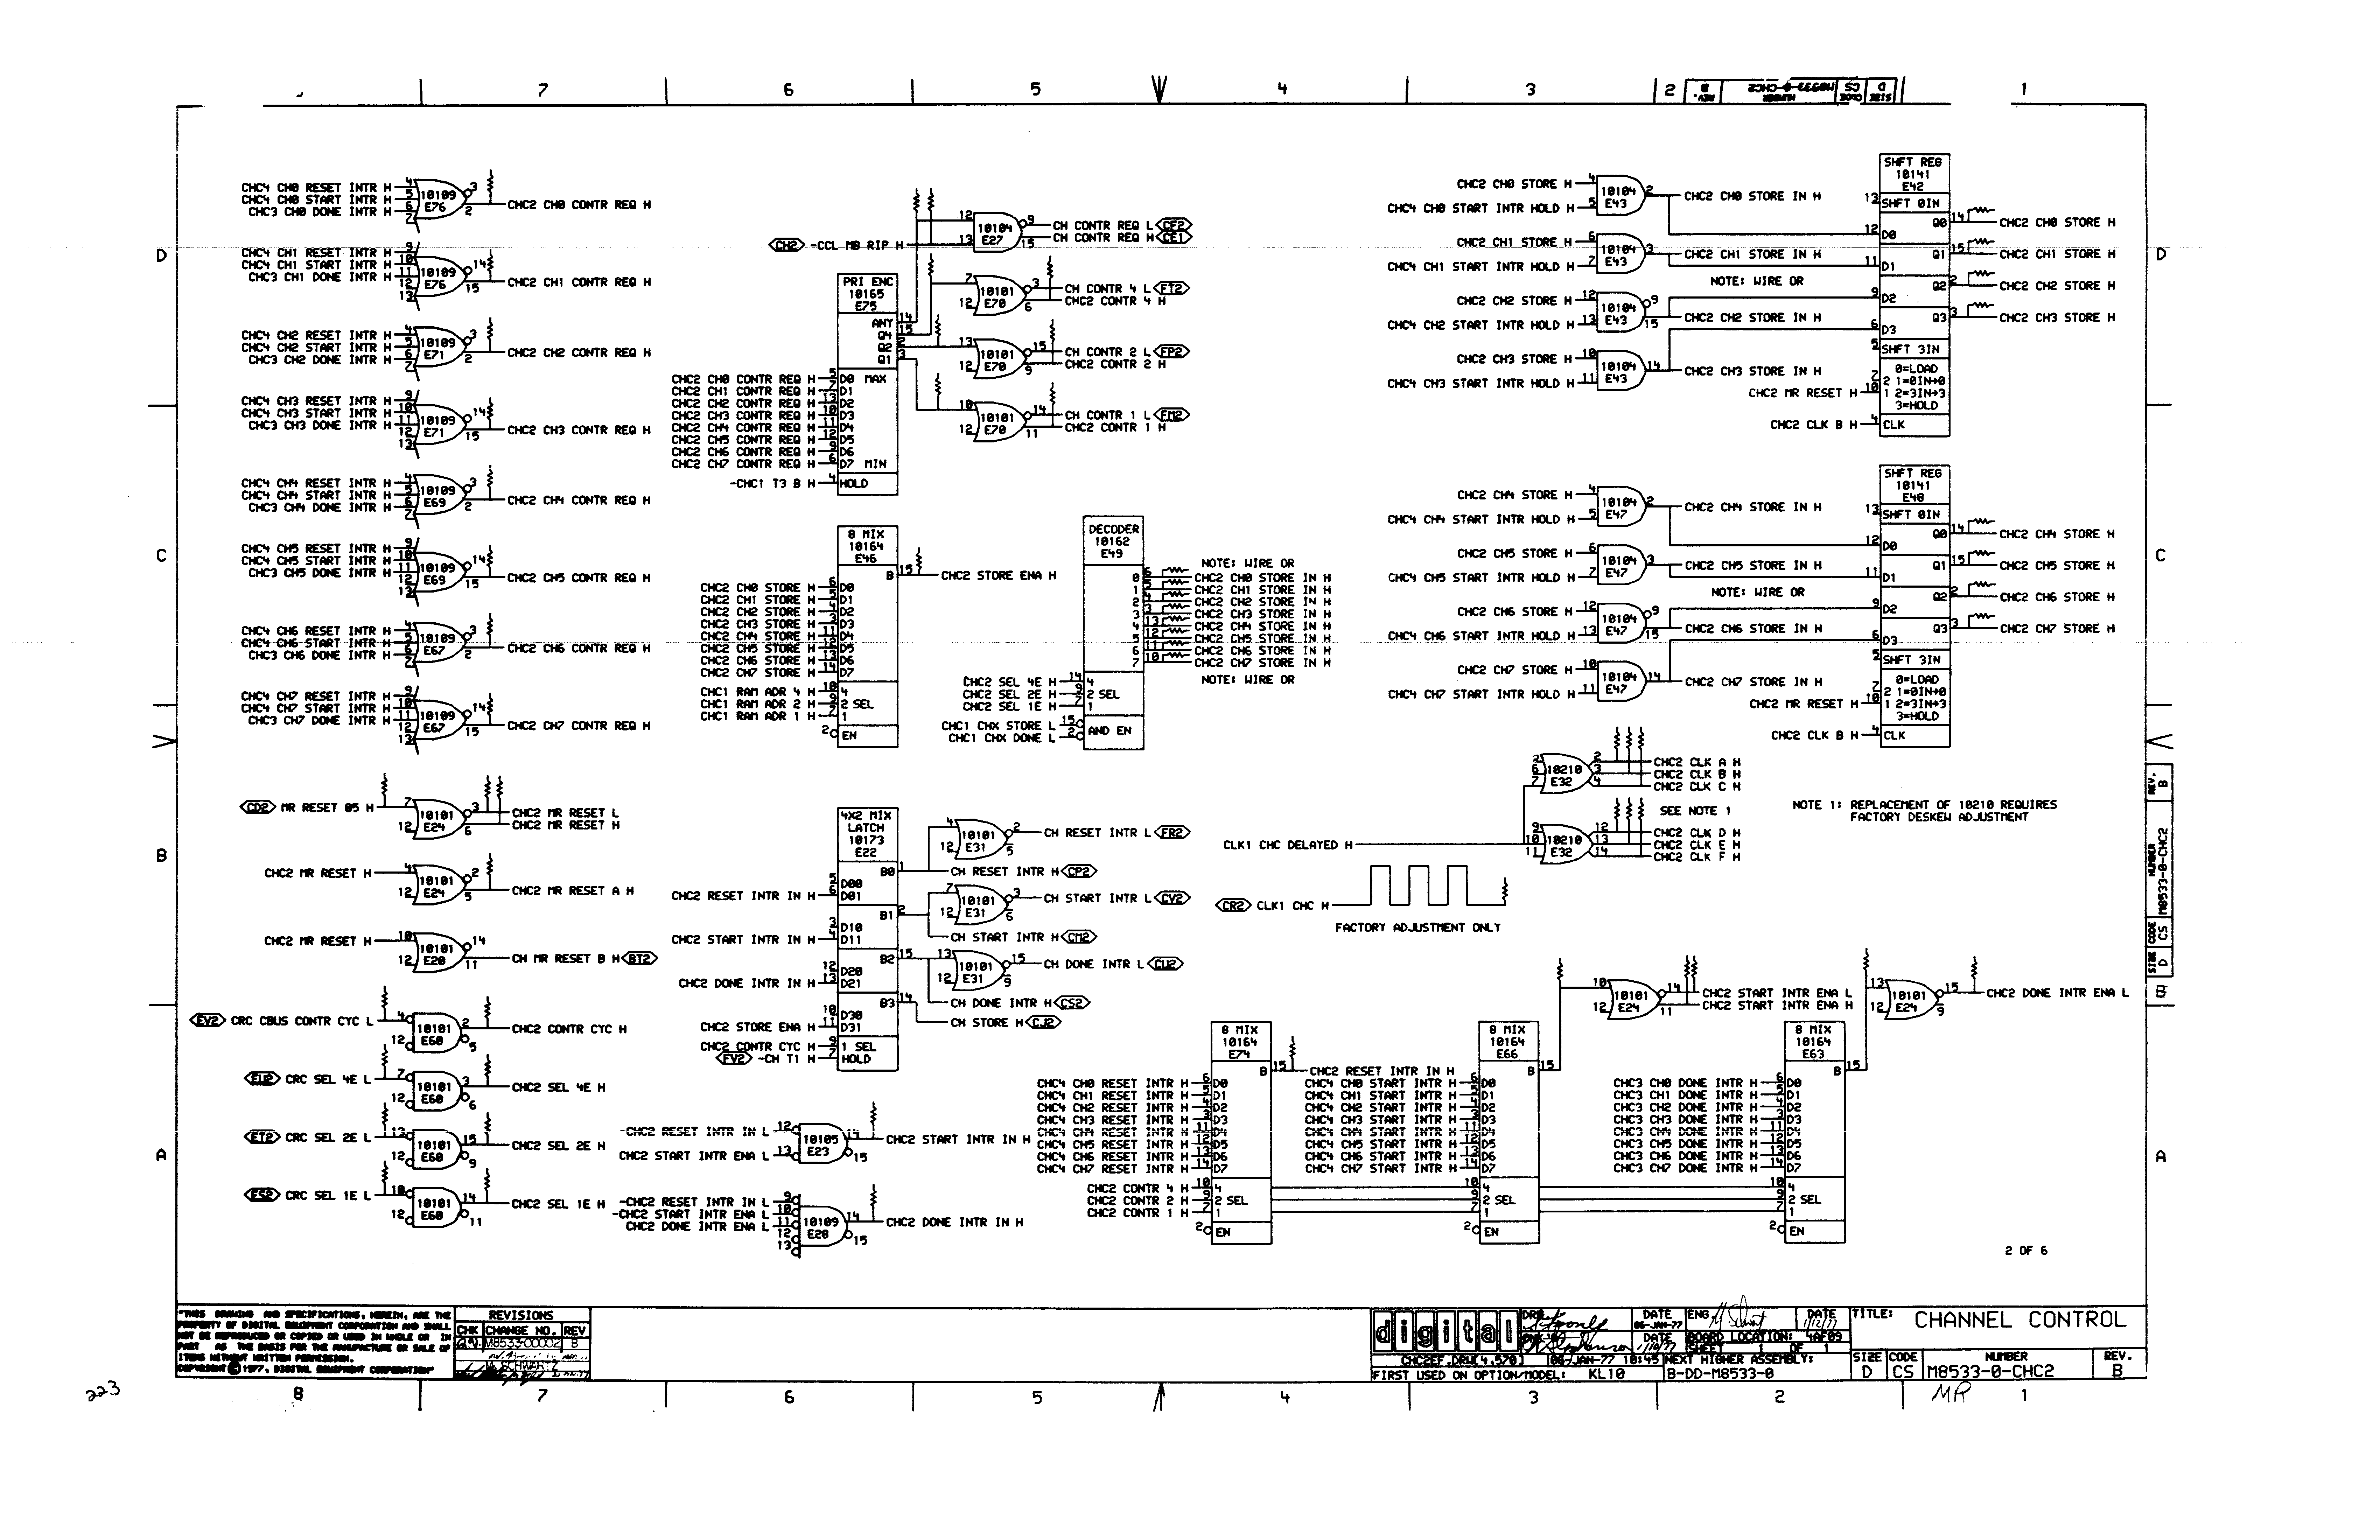 7 6 5 4 3 2 1
SIZE D CODE CS NUMBER M8533-0-CHC2 REV. B
D
CHC4 CH0 RESET INTR H
CHC4 CH0 START INTR H
CHC3 CH0 DONE INTR H
10109
E76
CHC2 CH0 CONTR REQ H
CHC4 CH1 RESET INTR H
CHC4 CH1 START INTR H
CHC3 CH1 DONE INTR H
10109
E76
CHC2 CH1 CONTR REQ H
CHC4 CH2 RESET INTR H
CHC4 CH2 START INTR H
CHC3 CH2 DONE INTR H
10109
E71
CHC2 CH2 CONTR REQ H
CHC4 CH3 RESET INTR H
CHC4 CH3 START INTR H
CHC3 CH3 DONE INTR H
10109
E71
CHC2 CH3 CONTR REQ H
CHC4 CH4 RESET INTR H
CHC4 CH4 START INTR H
CHC3 CH4 DONE INTR H
10109
E69
CHC2 CH4 CONTR REQ H
CHC4 CH5 RESET INTR H
CHC4 CH5 START INTR H
CHC3 CH5 DONE INTR H
10109
E69
CHC2 CH5 CONTR REQ H
CHC4 CH6 RESET INTR H
CHC4 CH6 START INTR H
CHC3 CH6 DONE INTR H
10109
E67
CHC2 CH6 CONTR REQ H
CHC4 CH7 RESET INTR H
CHC4 CH7 START INTR H
CHC3 CH7 DONE INTR H
10109
E67
CHC2 CH7 CONTR REQ H
CD2 MR RESET 05 H
10101
E24
CHC2 MR RESET L
CHC2 MR RESET H
CHC2 MR RESET H
10101
E24
CHC2 MR RESET A H
CHC2 MR RESET H
10101
E20
CH MR RESET B H BT2
EV2 CRC CBUS CONTR CYC L
10101
E60
CHC2 CONTR CYC H
EU2 CRC SEL 4E L
10101
E60
CHC2 SEL 4E H
ET2 CRC SEL 2E L
10101
E60
CHC2 SEL 2E H
ES2 CRC SEL 1E L
10101
E60
CHC2 SEL 1E H
CH2 -CCL MB RIP H
10104
E27
CH CONTR REQ L CF2
CH CONTR REQ H CE1
PRI ENC
10165
E75
ANY
Q4
Q2
Q1
CHC2 CH0 CONTR REQ H D0 MAX
CHC2 CH1 CONTR REQ H D1
CHC2 CH2 CONTR REQ H D2
CHC2 CH3 CONTR REQ H D3
CHC2 CH4 CONTR REQ H D4
CHC2 CH5 CONTR REQ H D5
CHC2 CH6 CONTR REQ H D6
CHC2 CH7 CONTR REQ H D7 MIN
-CHC1 T3 B H HOLD
10101
E70
CH CONTR 4 L FT2
CHC2 CONTR 4 H
10101
E70
CH CONTR 2 L FP2
CHC2 CONTR 2 H
10101
E70
CH CONTR 1 L FM2
CHC2 CONTR 1 H
8 MIX
10164
E46
B 15 CHC2 STORE ENA H
CHC2 CH0 STORE H D0
CHC2 CH1 STORE H D1
CHC2 CH2 STORE H D2
CHC2 CH3 STORE H D3
CHC2 CH4 STORE H D4
CHC2 CH5 STORE H D5
CHC2 CH6 STORE H D6
CHC2 CH7 STORE H D7
CHC1 RAM ADR 4 H 4
CHC1 RAM ADR 2 H 2 SEL
CHC1 RAM ADR 1 H 1
EN
DECODER
10162
E49
NOTE: WIRE OR
0 CHC2 CH0 STORE IN H
1 CHC2 CH1 STORE IN H
2 CHC2 CH2 STORE IN H
3 CHC2 CH3 STORE IN H
4 CHC2 CH4 STORE IN H
5 CHC2 CH5 STORE IN H
6 CHC2 CH6 STORE IN H
7 CHC2 CH7 STORE IN H
NOTE: WIRE OR
CHC2 SEL 4E H 4
CHC2 SEL 2E H 2 SEL
CHC2 SEL 1E H 1
CHC1 CHX STORE L
CHC1 CHX DONE L
AND EN
4X2 MIX
LATCH
10173
E22
B0
D00
CHC2 RESET INTR IN H D01
B1
D10
CHC2 START INTR IN H D11
B2
D20
CHC2 DONE INTR IN H D21
B3
D30
CHC2 STORE ENA H D31
CHC2 CONTR CYC H 1 SEL
FV2 -CH T1 H HOLD
10101
E31
CH RESET INTR L FR2
CH RESET INTR H CP2
10101
E31
CH START INTR L CV2
CH START INTR H CM2
10101
E31
CH DONE INTR L CU2
CH DONE INTR H CS2
CH STORE H CJ2
-CHC2 RESET INTR IN L
CHC2 START INTR ENA L
10105
E23
CHC2 START INTR IN H
-CHC2 RESET INTR IN L
-CHC2 START INTR ENA L
CHC2 DONE INTR ENA L
10109
E28
CHC2 DONE INTR IN H
CHC2 CH0 STORE H
CHC4 CH0 START INTR HOLD H
10104
E43
CHC2 CH0 STORE IN H
CHC2 CH1 STORE H
CHC4 CH1 START INTR HOLD H
10104
E43
CHC2 CH1 STORE IN H
NOTE: WIRE OR
CHC2 CH2 STORE H
CHC4 CH2 START INTR HOLD H
10104
E43
CHC2 CH2 STORE IN H
CHC2 CH3 STORE H
CHC4 CH3 START INTR HOLD H
10104
E43
CHC2 CH3 STORE IN H
SHFT REG
10141
E42
SHFT 0IN
Q0 CHC2 CH0 STORE H
D0
Q1 CHC2 CH1 STORE H
D1
Q2 CHC2 CH2 STORE H
D2
Q3 CHC2 CH3 STORE H
D3
SHFT 3IN
0=LOAD
2 1=0IN→0
CHC2 MR RESET H 1 2=3IN→3
3=HOLD
CHC2 CLK B H CLK
CHC2 CH4 STORE H
CHC4 CH4 START INTR HOLD H
10104
E47
CHC2 CH4 STORE IN H
CHC2 CH5 STORE H
CHC4 CH5 START INTR HOLD H
10104
E47
CHC2 CH5 STORE IN H
NOTE: WIRE OR
CHC2 CH6 STORE H
CHC4 CH6 START INTR HOLD H
10104
E47
CHC2 CH6 STORE IN H
CHC2 CH7 STORE H
CHC4 CH7 START INTR HOLD H
10104
E47
CHC2 CH7 STORE IN H
SHFT REG
10141
E48
SHFT 0IN
Q0 CHC2 CH4 STORE H
D0
Q1 CHC2 CH5 STORE H
D1
Q2 CHC2 CH6 STORE H
D2
Q3 CHC2 CH7 STORE H
D3
SHFT 3IN
0=LOAD
2 1=0IN→0
CHC2 MR RESET H 1 2=3IN→3
3=HOLD
CHC2 CLK B H CLK
10210
E32
CHC2 CLK A H
CHC2 CLK B H
CHC2 CLK C H
SEE NOTE 1
10210
E32
CHC2 CLK D H
CHC2 CLK E H
CHC2 CLK F H
CLK1 CHC DELAYED H
CR2 CLK1 CHC H
FACTORY ADJUSTMENT ONLY
NOTE 1: REPLACEMENT OF 10210 REQUIRES
FACTORY DESKEW ADJUSTMENT
10101
E24
CHC2 START INTR ENA L
CHC2 START INTR ENA H
10101
E24
CHC2 DONE INTR ENA L
8 MIX
10164
E74
B 15 CHC2 RESET INTR IN H
CHC4 CH0 RESET INTR H D0
CHC4 CH1 RESET INTR H D1
CHC4 CH2 RESET INTR H D2
CHC4 CH3 RESET INTR H D3
CHC4 CH4 RESET INTR H D4
CHC4 CH5 RESET INTR H D5
CHC4 CH6 RESET INTR H D6
CHC4 CH7 RESET INTR H D7
CHC2 CONTR 4 H 4
CHC2 CONTR 2 H 2 SEL
CHC2 CONTR 1 H 1
EN
8 MIX
10164
E66
B 15
CHC4 CH0 START INTR H D0
CHC4 CH1 START INTR H D1
CHC4 CH2 START INTR H D2
CHC4 CH3 START INTR H D3
CHC4 CH4 START INTR H D4
CHC4 CH5 START INTR H D5
CHC4 CH6 START INTR H D6
CHC4 CH7 START INTR H D7
4
2 SEL
1
EN
8 MIX
10164
E63
B 15
CHC3 CH0 DONE INTR H D0
CHC3 CH1 DONE INTR H D1
CHC3 CH2 DONE INTR H D2
CHC3 CH3 DONE INTR H D3
CHC3 CH4 DONE INTR H D4
CHC3 CH5 DONE INTR H D5
CHC3 CH6 DONE INTR H D6
CHC3 CH7 DONE INTR H D7
4
2 SEL
1
EN
2 OF 6
D
C
B
A
C
B
A
SIZE D CODE CS NUMBER M8533-0-CHC2 REV. B
"THIS DRAWING AND SPECIFICATIONS, HEREIN, ARE THE
PROPERTY OF DIGITAL EQUIPMENT CORPORATION AND SHALL
NOT BE REPRODUCED OR COPIED OR USED IN WHOLE OR IN
PART AS THE BASIS FOR THE MANUFACTURE OR SALE OF
ITEMS WITHOUT WRITTEN PERMISSION.
COPYRIGHT © 1977, DIGITAL EQUIPMENT CORPORATION"
REVISIONS
CHK CHANGE NO. REV
M8533-00002 B
SCHWARTZ
digital
DRN. DATE 06-JAN-77
ENG DATE 1/12/77
DATE 1/10/77
BOARD LOCATION: 4AF09
SHEET 1 OF 1
CHC2EF.DRW[4,570] 06-JAN-77 10:45 NEXT HIGHER ASSEMBLY:
FIRST USED ON OPTION/MODEL: KL10 B-DD-M8533-0
TITLE: CHANNEL CONTROL
SIZE CODE NUMBER REV.
D CS M8533-0-CHC2 B
223
MR
8 7 6 5 4 3 2 1